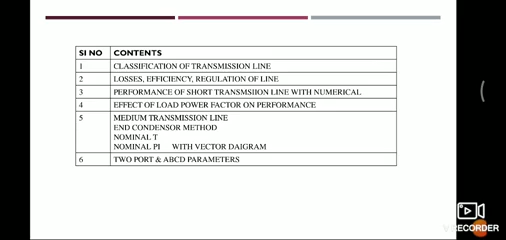 SI NO CONTENTS
1 CLASSIFICATION OF TRANSMISSION LINE
2 LOSSES, EFFICIENCY, REGULATION OF LINE
3 PERFORMANCE OF SHORT TRANSMSIION LINE WITH NUMERICAL
4 EFFECT OF LOAD POWER FACTOR ON PERFORMANCE
5 MEDIUM TRANSMISSION LINE
END CONDENSOR METHOD
NOMINAL T
NOMINAL PI WITH VECTOR DAIGRAM
6 TWO PORT & ABCD PARAMETERS
V RECORDER